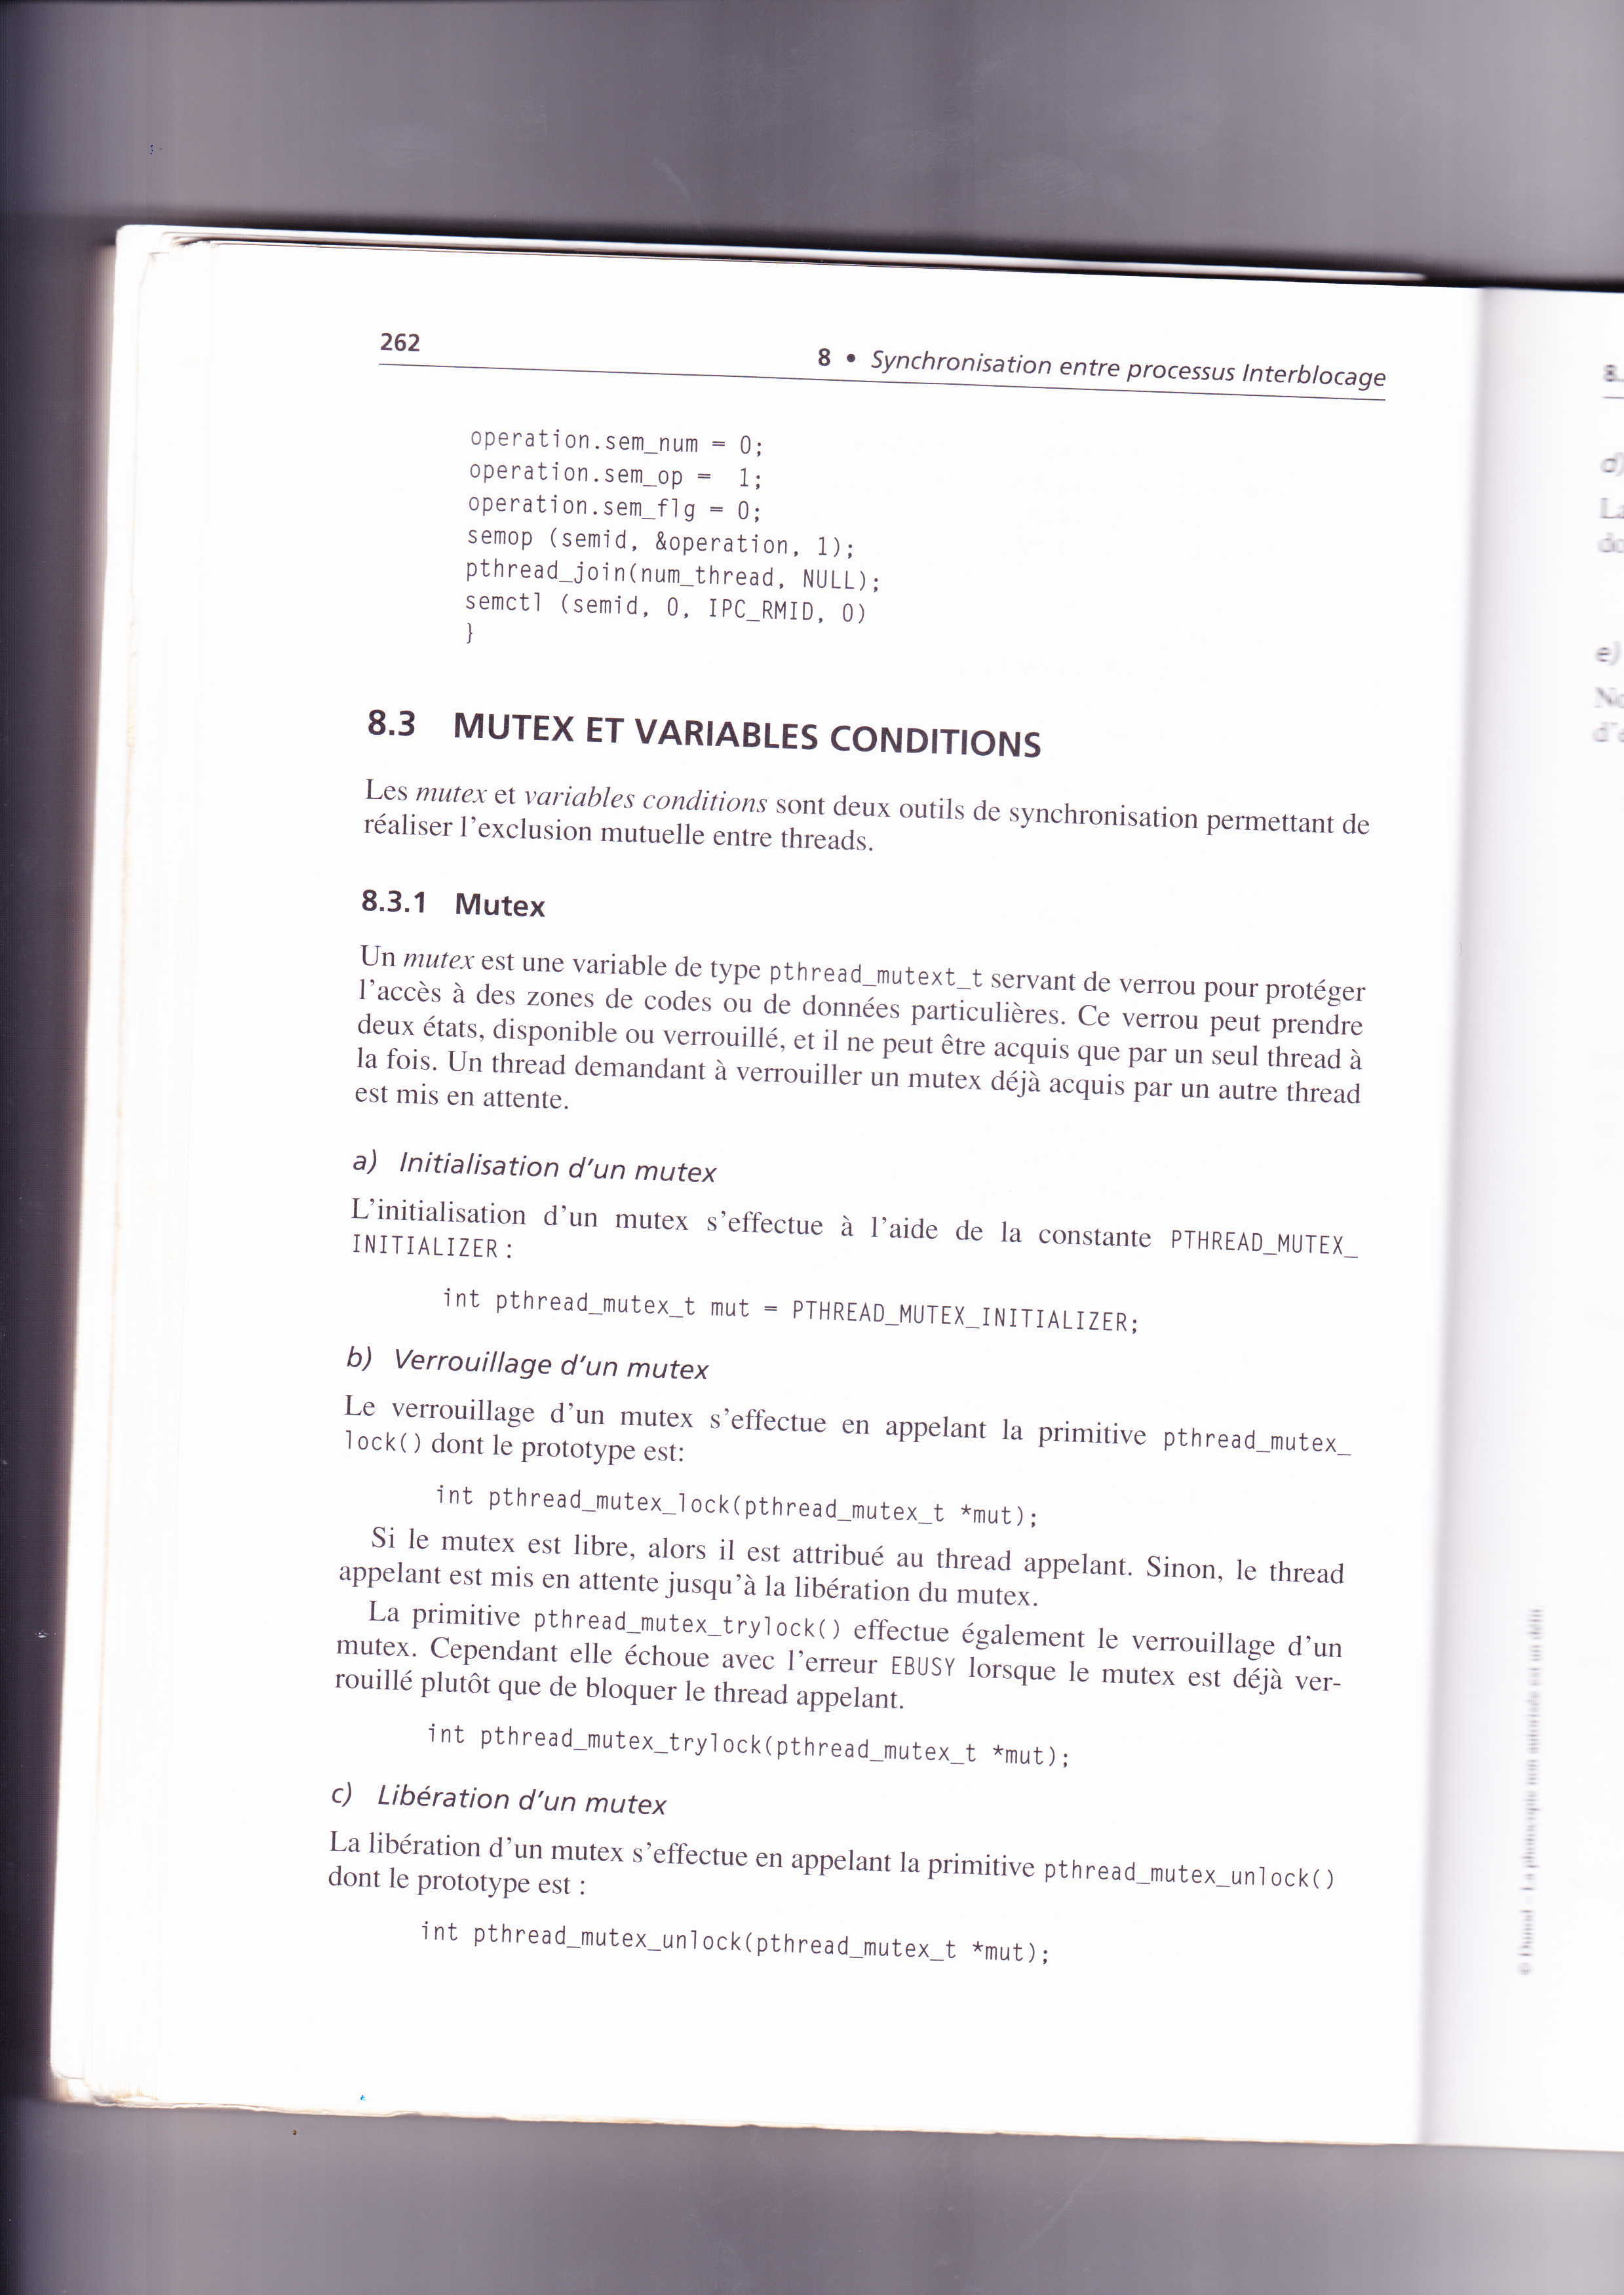 262
8 • Synchronisation entre processus Interblocage
operation.sem_num = 0;
operation.sem_op = 1;
operation.sem_flg = 0;
semop (semid, &operation, 1);
pthread_join(num_thread, NULL);
semctl (semid, 0, IPC_RMID, 0)
}
8.3 MUTEX ET VARIABLES CONDITIONS
Les mutex et variables conditions sont deux outils de synchronisation permettant de
réaliser l'exclusion mutuelle entre threads.
8.3.1 Mutex
Un mutex est une variable de type pthread_mutext_t servant de verrou pour protéger
l'accès à des zones de codes ou de données particulières. Ce verrou peut prendre
deux états, disponible ou verrouillé, et il ne peut être acquis que par un seul thread à
la fois. Un thread demandant à verrouiller un mutex déjà acquis par un autre thread
est mis en attente.
a) Initialisation d'un mutex
L'initialisation d'un mutex s'effectue à l'aide de la constante PTHREAD_MUTEX_
INITIALIZER :
int pthread_mutex_t mut = PTHREAD_MUTEX_INITIALIZER;
b) Verrouillage d'un mutex
Le verrouillage d'un mutex s'effectue en appelant la primitive pthread_mutex_
lock() dont le prototype est:
int pthread_mutex_lock(pthread_mutex_t *mut);
Si le mutex est libre, alors il est attribué au thread appelant. Sinon, le thread
appelant est mis en attente jusqu'à la libération du mutex.
La primitive pthread_mutex_trylock() effectue également le verrouillage d'un
mutex. Cependant elle échoue avec l'erreur EBUSY lorsque le mutex est déjà ver-
rouillé plutôt que de bloquer le thread appelant.
int pthread_mutex_trylock(pthread_mutex_t *mut);
c) Libération d'un mutex
La libération d'un mutex s'effectue en appelant la primitive pthread_mutex_unlock()
dont le prototype est :
int pthread_mutex_unlock(pthread_mutex_t *mut);
8.
d)
La
e)
No
d'e
© Dunod – La photocopie non autorisée est un délit